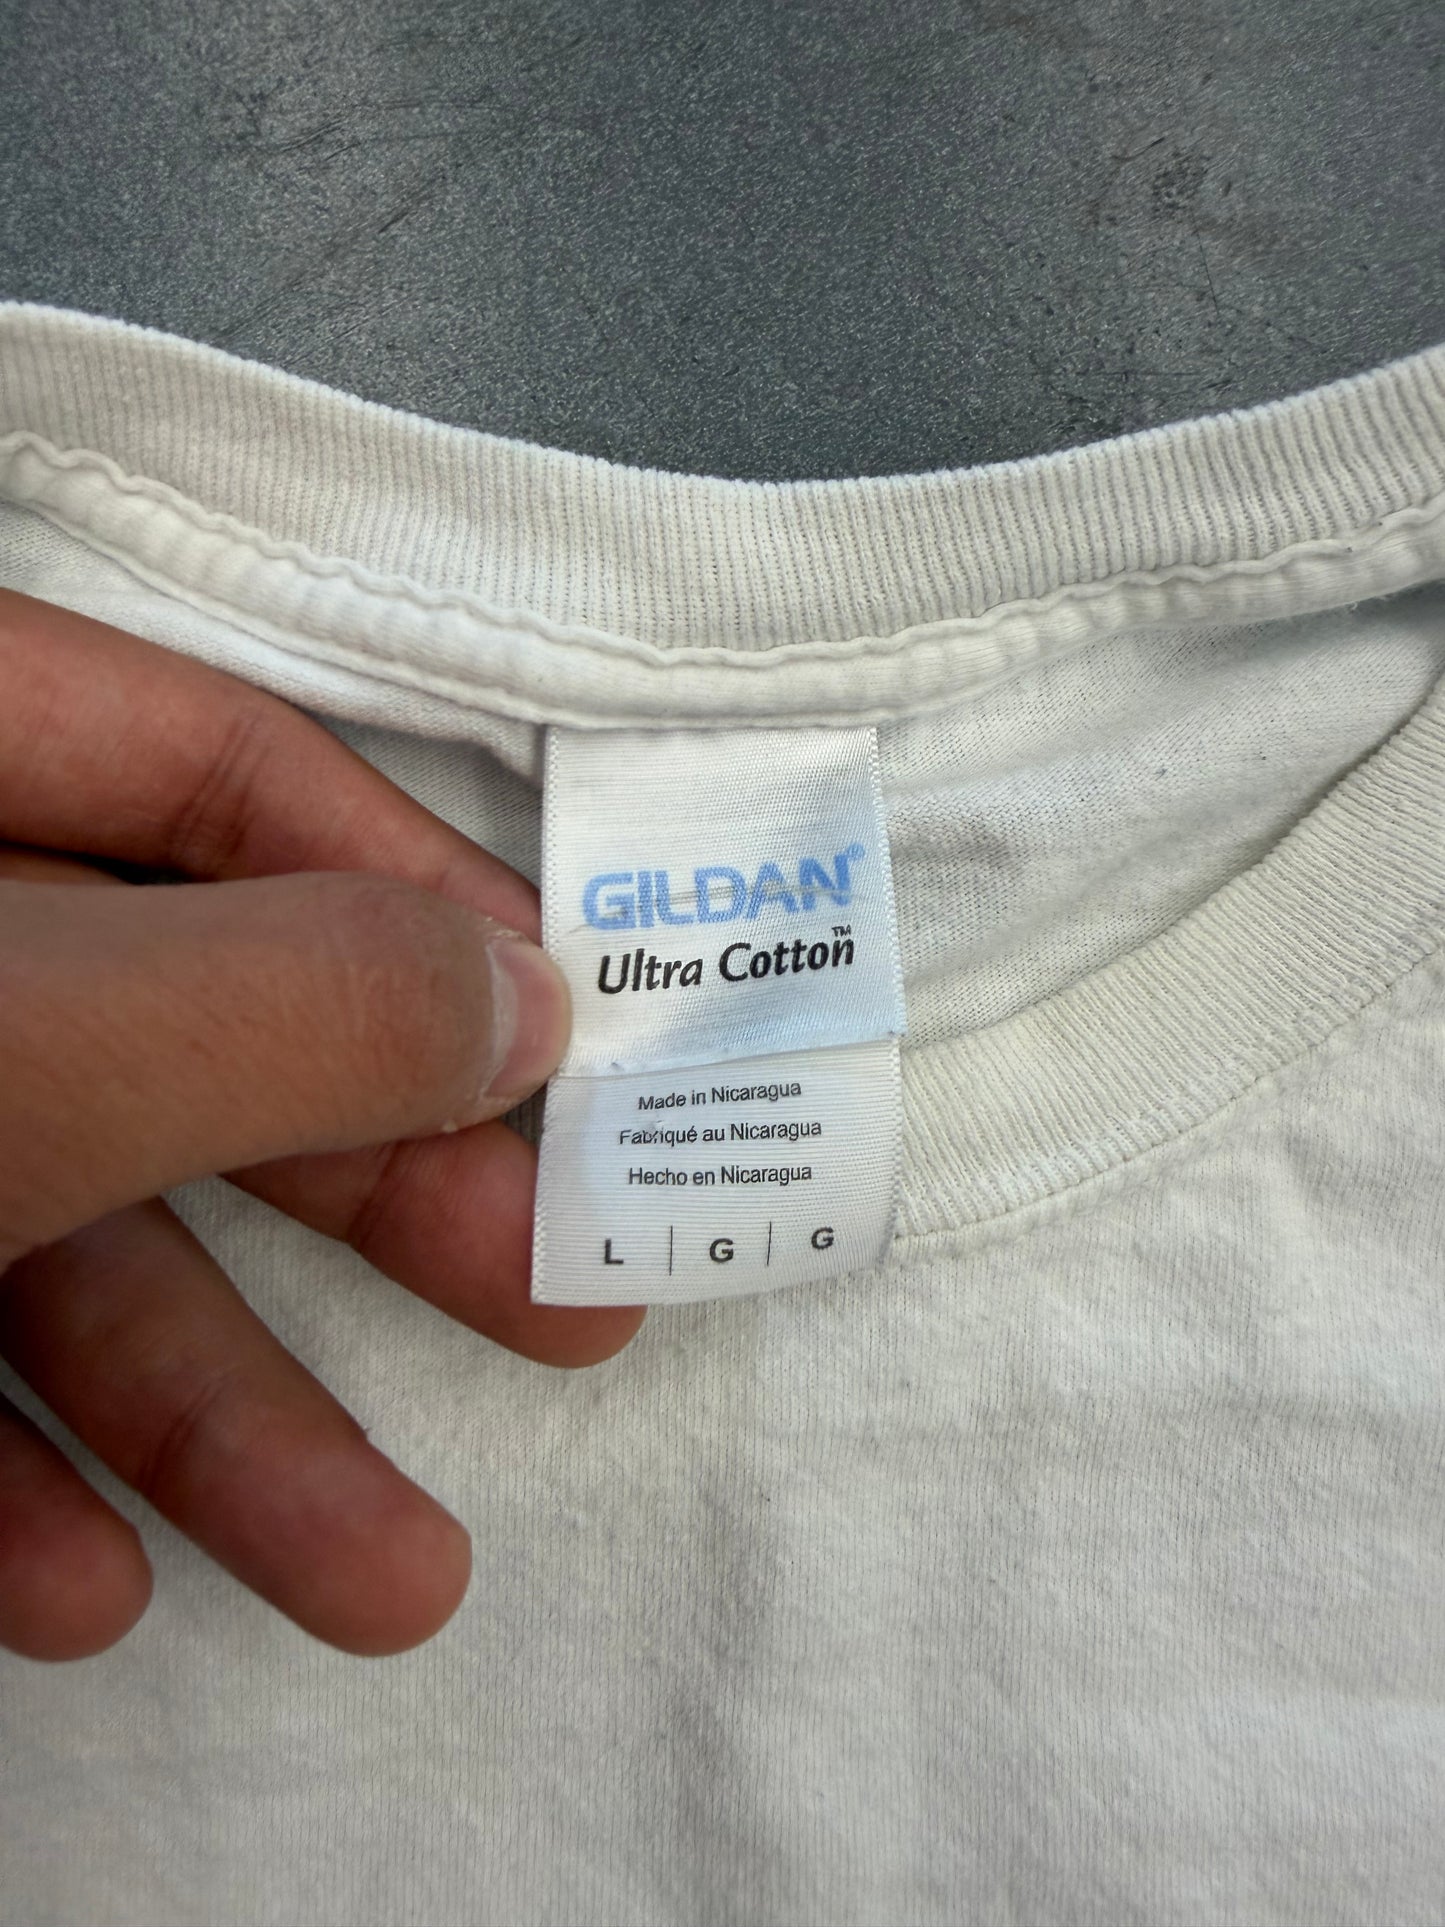 GILDAN®
Ultra Cotton™
Made in Nicaragua
Fabriqué au Nicaragua
Hecho en Nicaragua
L | G | G